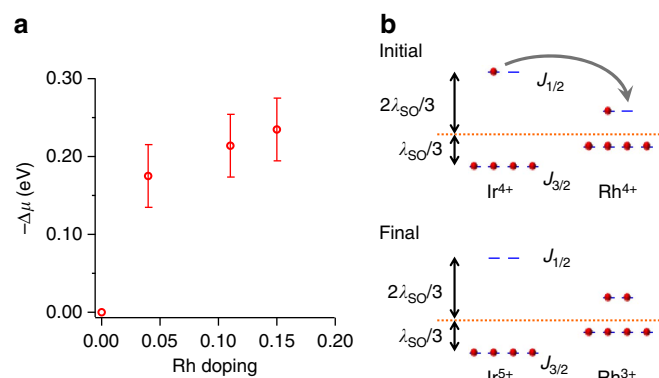 a
−Δμ (eV)
0.30
0.20
0.10
0.00
0.00 0.05 0.10 0.15 0.20
Rh doping
b
Initial
J1/2
2λSO/3
λSO/3
J3/2
Ir4+ Rh4+
Final
J1/2
2λSO/3
λSO/3
J3/2
Ir5+ Rh3+